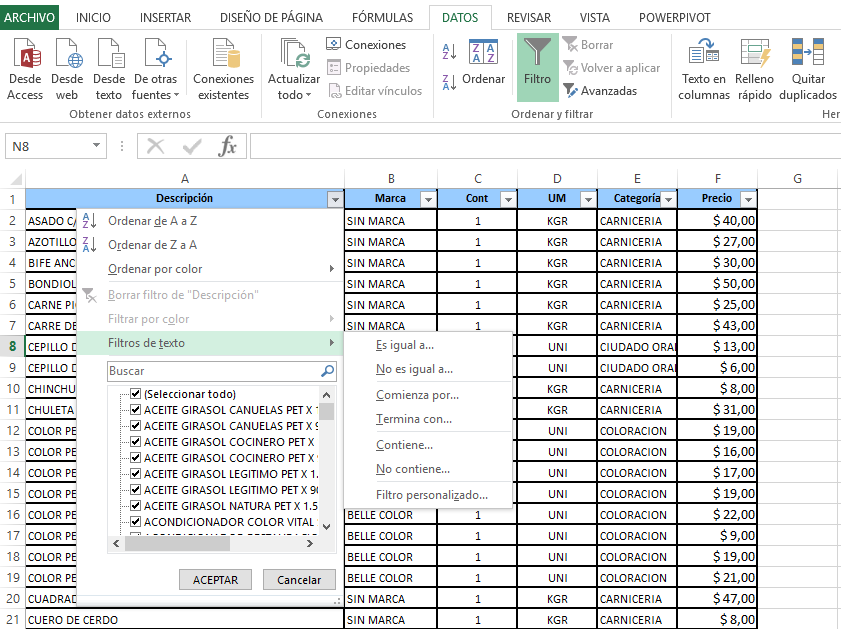 ARCHIVO INICIO INSERTAR DISEÑO DE PÁGINA FÓRMULAS DATOS REVISAR VISTA POWERPIVOT
Desde Access
Desde web
Desde texto
De otras fuentes
Conexiones existentes
Obtener datos externos
Actualizar todo
Conexiones
Propiedades
Editar vínculos
Conexiones
A Z
Z A
Z A A Z
Ordenar
Filtro
Borrar
Volver a aplicar
Avanzadas
Ordenar y filtrar
Texto en columnas
Relleno rápido
Quitar duplicados
Her
N8 fx
A B C D E F G
1 Descripción Marca Cont UM Categoría Precio
2 ASADO C/ SIN MARCA 1 KGR CARNICERIA $ 40,00
3 AZOTILLO SIN MARCA 1 KGR CARNICERIA $ 27,00
4 BIFE ANC SIN MARCA 1 KGR CARNICERIA $ 30,00
5 BONDIOL SIN MARCA 1 KGR CARNICERIA $ 50,00
6 CARNE PI SIN MARCA 1 KGR CARNICERIA $ 25,00
7 CARRE DE SIN MARCA 1 KGR CARNICERIA $ 43,00
8 CEPILLO D UNI CIUDADO ORAL $ 13,00
9 CEPILLO D UNI CIUDADO ORAL $ 6,00
10 CHINCHU KGR CARNICERIA $ 8,00
11 CHULETA KGR CARNICERIA $ 31,00
12 COLOR PE UNI COLORACION $ 19,00
13 COLOR PE UNI COLORACION $ 16,00
14 COLOR PE UNI COLORACION $ 17,00
15 COLOR PE UNI COLORACION $ 19,00
16 COLOR PE BELLE COLOR 1 UNI COLORACION $ 22,00
17 COLOR PE BELLE COLOR 1 UNI COLORACION $ 9,00
18 COLOR PE BELLE COLOR 1 UNI COLORACION $ 19,00
19 COLOR PE BELLE COLOR 1 UNI COLORACION $ 21,00
20 CUADRAD SIN MARCA 1 KGR CARNICERIA $ 47,00
21 CUERO DE CERDO SIN MARCA 1 KGR CARNICERIA $ 8,00
Ordenar de A a Z
Ordenar de Z a A
Ordenar por color
Borrar filtro de "Descripción"
Filtrar por color
Filtros de texto
Buscar
(Seleccionar todo)
ACEITE GIRASOL CANUELAS PET X
ACEITE GIRASOL CANUELAS PET X 9
ACEITE GIRASOL COCINERO PET X
ACEITE GIRASOL COCINERO PET X
ACEITE GIRASOL LEGITIMO PET X 1.
ACEITE GIRASOL LEGITIMO PET X 90
ACEITE GIRASOL NATURA PET X 1.5
ACONDICIONADOR COLOR VITAL
ACEPTAR Cancelar
Es igual a...
No es igual a...
Comienza por...
Termina con...
Contiene...
No contiene...
Filtro personalizado...